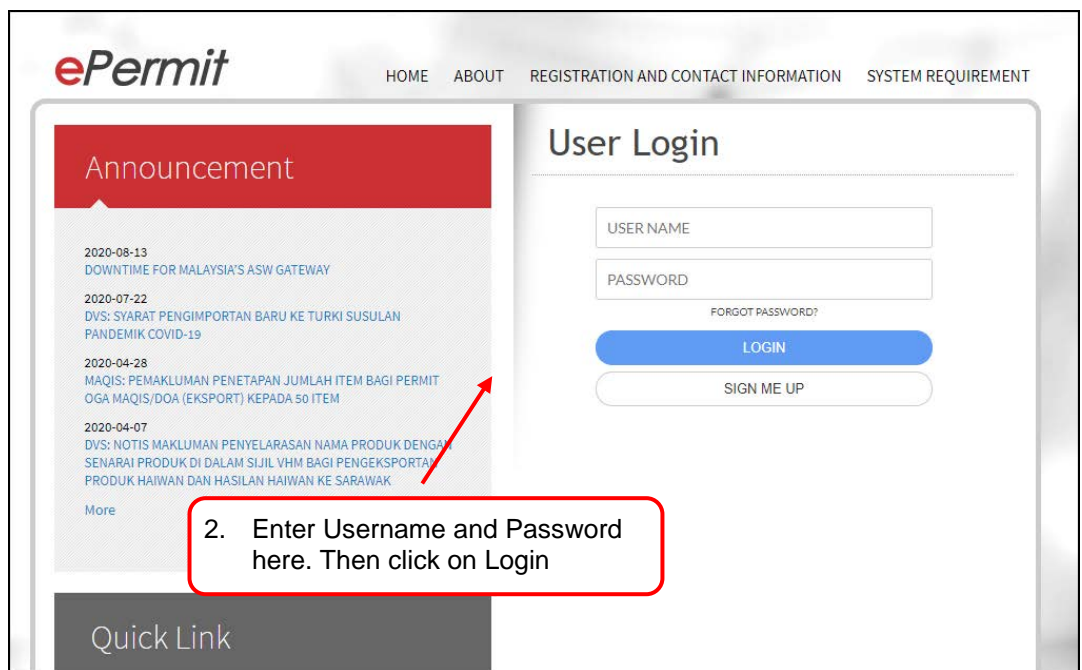 ePermit
HOME ABOUT REGISTRATION AND CONTACT INFORMATION SYSTEM REQUIREMENT
Announcement
2020-08-13
DOWNTIME FOR MALAYSIA'S ASW GATEWAY
2020-07-22
DVS: SYARAT PENGIMPORTAN BARU KE TURKI SUSULAN
PANDEMIK COVID-19
2020-04-28
MAQIS: PEMAKLUMAN PENETAPAN JUMLAH ITEM BAGI PERMIT
OGA MAQIS/DOA (EKSPORT) KEPADA 50 ITEM
2020-04-07
DVS: NOTIS MAKLUMAN PENYELARASAN NAMA PRODUK DENGAN
SENARAI PRODUK DI DALAM SIJIL VHM BAGI PENGEKSPORTAN
PRODUK HAIWAN DAN HASILAN HAIWAN KE SARAWAK
More
Quick Link
User Login
USER NAME
PASSWORD
FORGOT PASSWORD?
LOGIN
SIGN ME UP
2. Enter Username and Password
here. Then click on Login